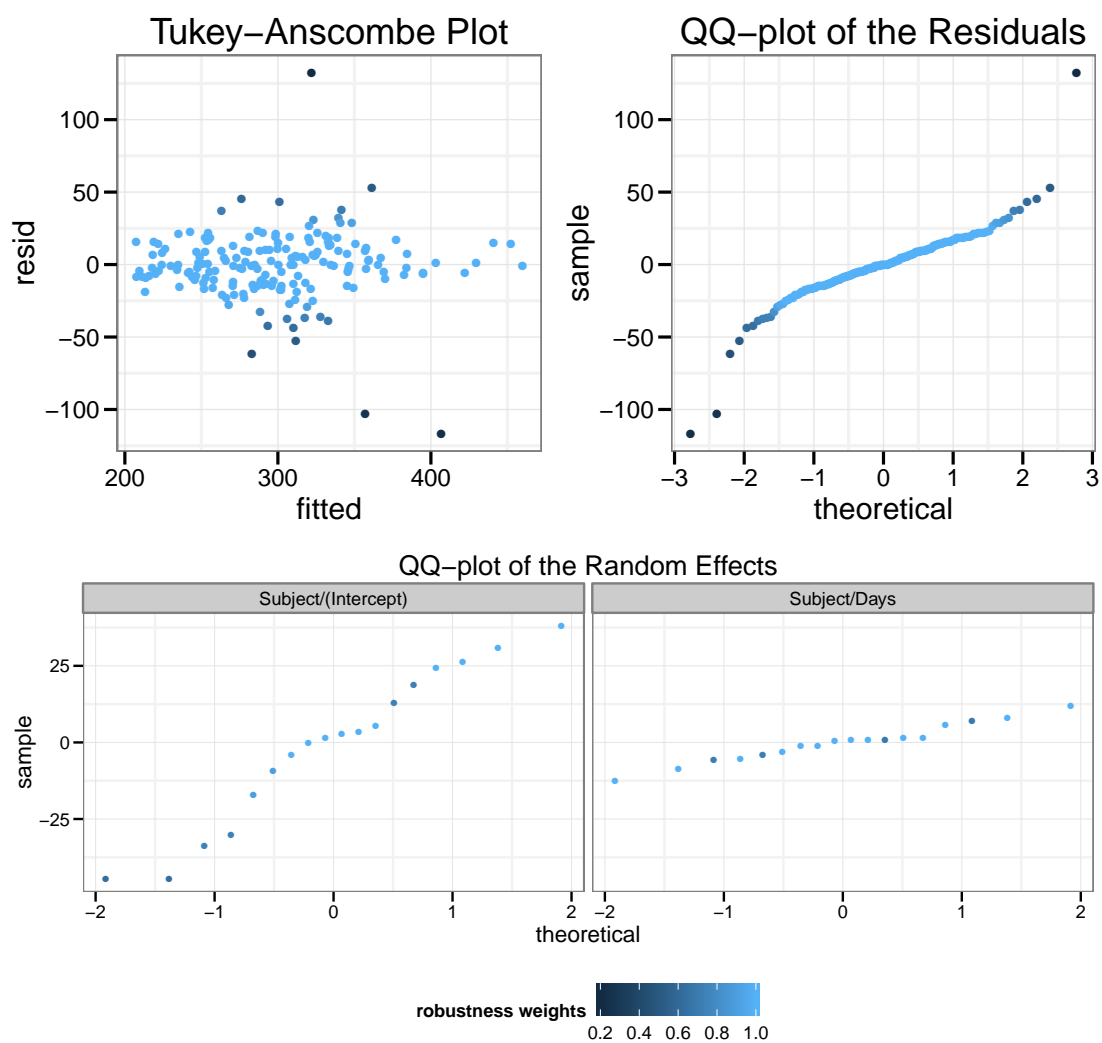 Tukey–Anscombe Plot
resid
100
50
0
−50
−100
200 300 400
fitted
QQ–plot of the Residuals
sample
100
50
0
−50
−100
−3 −2 −1 0 1 2 3
theoretical
QQ–plot of the Random Effects
Subject/(Intercept) Subject/Days
sample
25
0
−25
−2 −1 0 1 2 −2 −1 0 1 2
theoretical
robustness weights
0.2 0.4 0.6 0.8 1.0